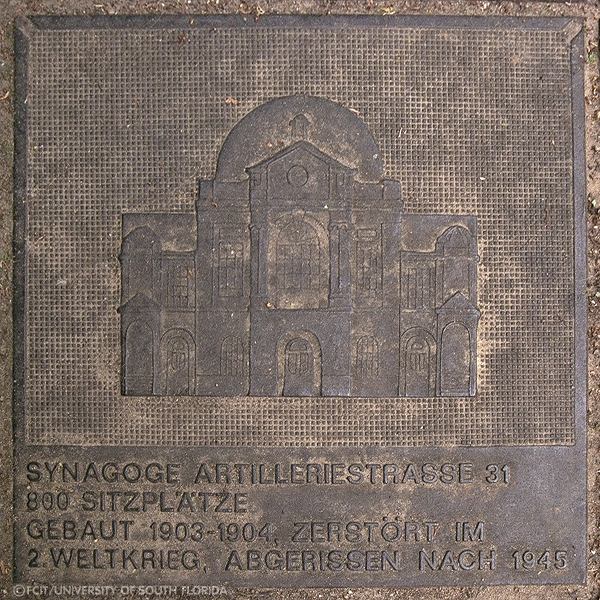 SYNAGOGE ARTILLERIESTRASSE 31
800 SITZPLÄTZE
GEBAUT 1903-1904, ZERSTÖRT IM
2. WELTKRIEG, ABGERISSEN NACH 1945
©FCIT/UNIVERSITY OF SOUTH FLORIDA